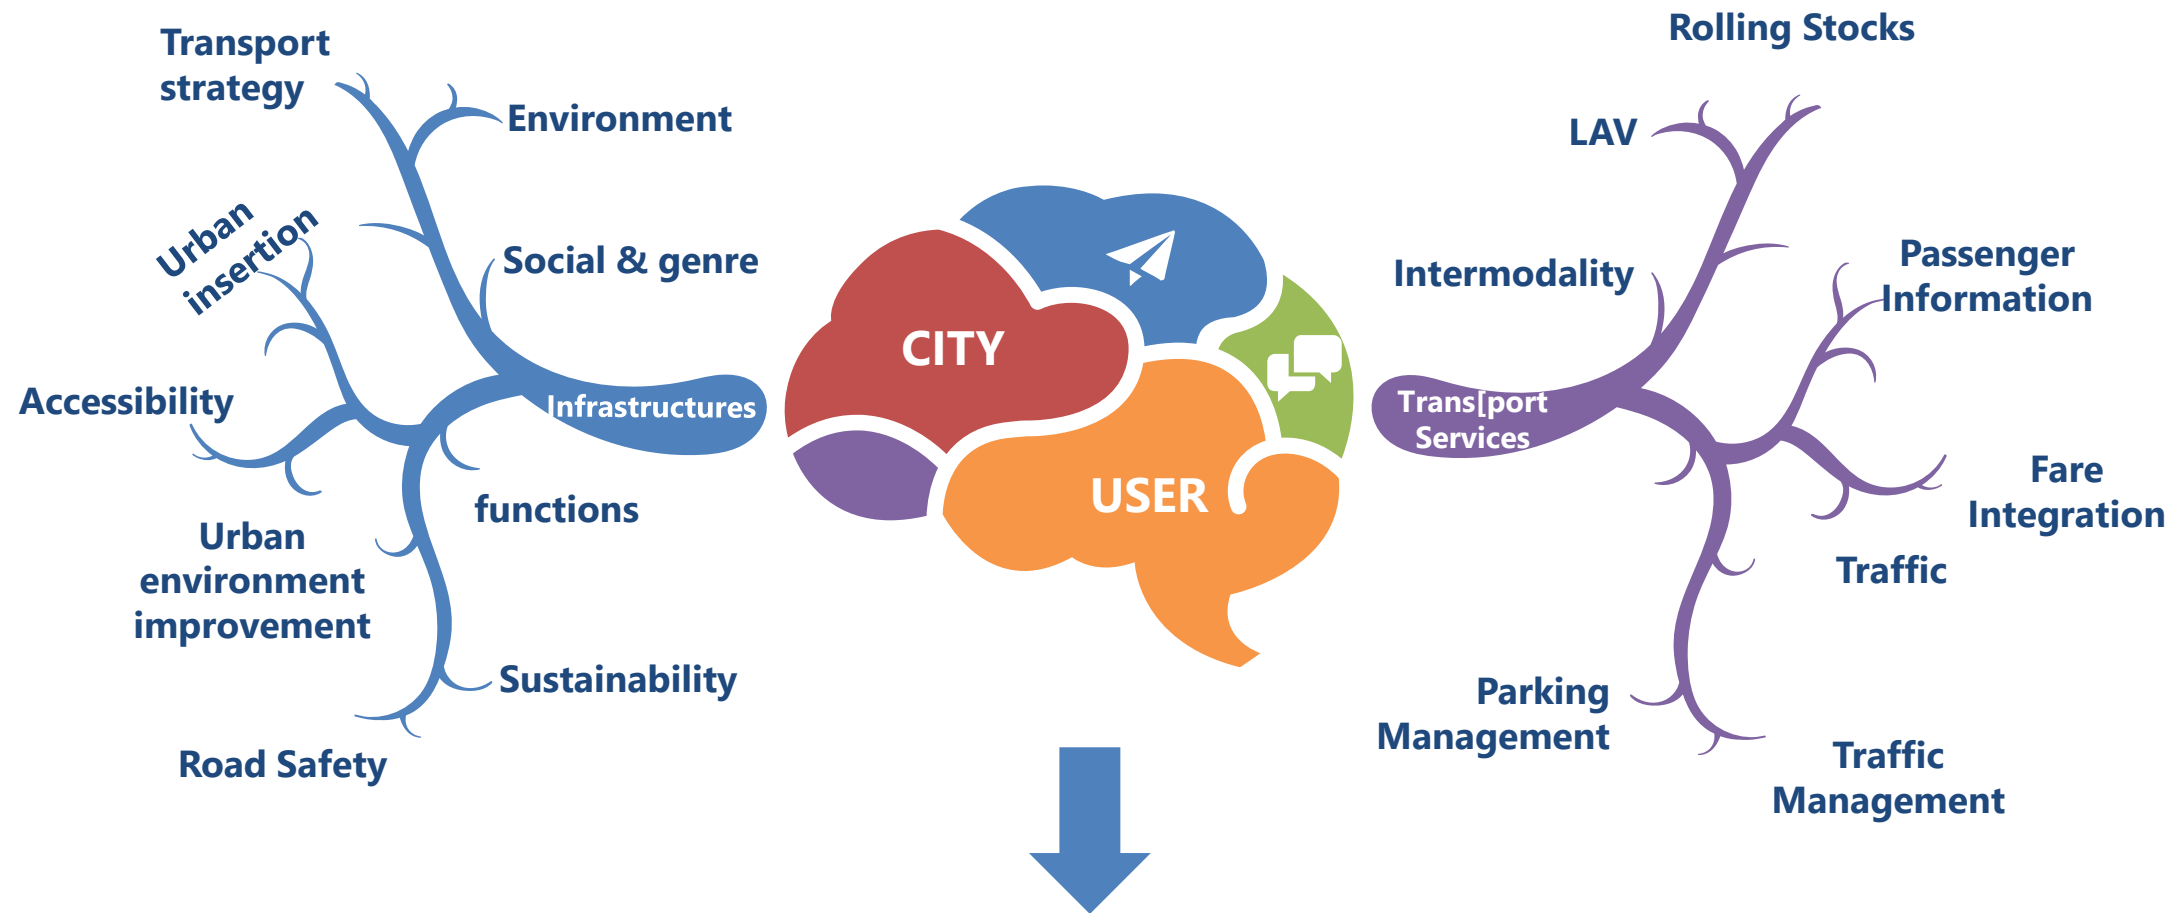 Transport
strategy
Environment
Urban
insertion
Social & genre
Accessibility
Infrastructures
functions
Urban
environment
improvement
Sustainability
Road Safety
CITY
USER
Rolling Stocks
LAV
Intermodality
Passenger
Information
Trans[port
Services
Fare
Integration
Traffic
Parking
Management
Traffic
Management